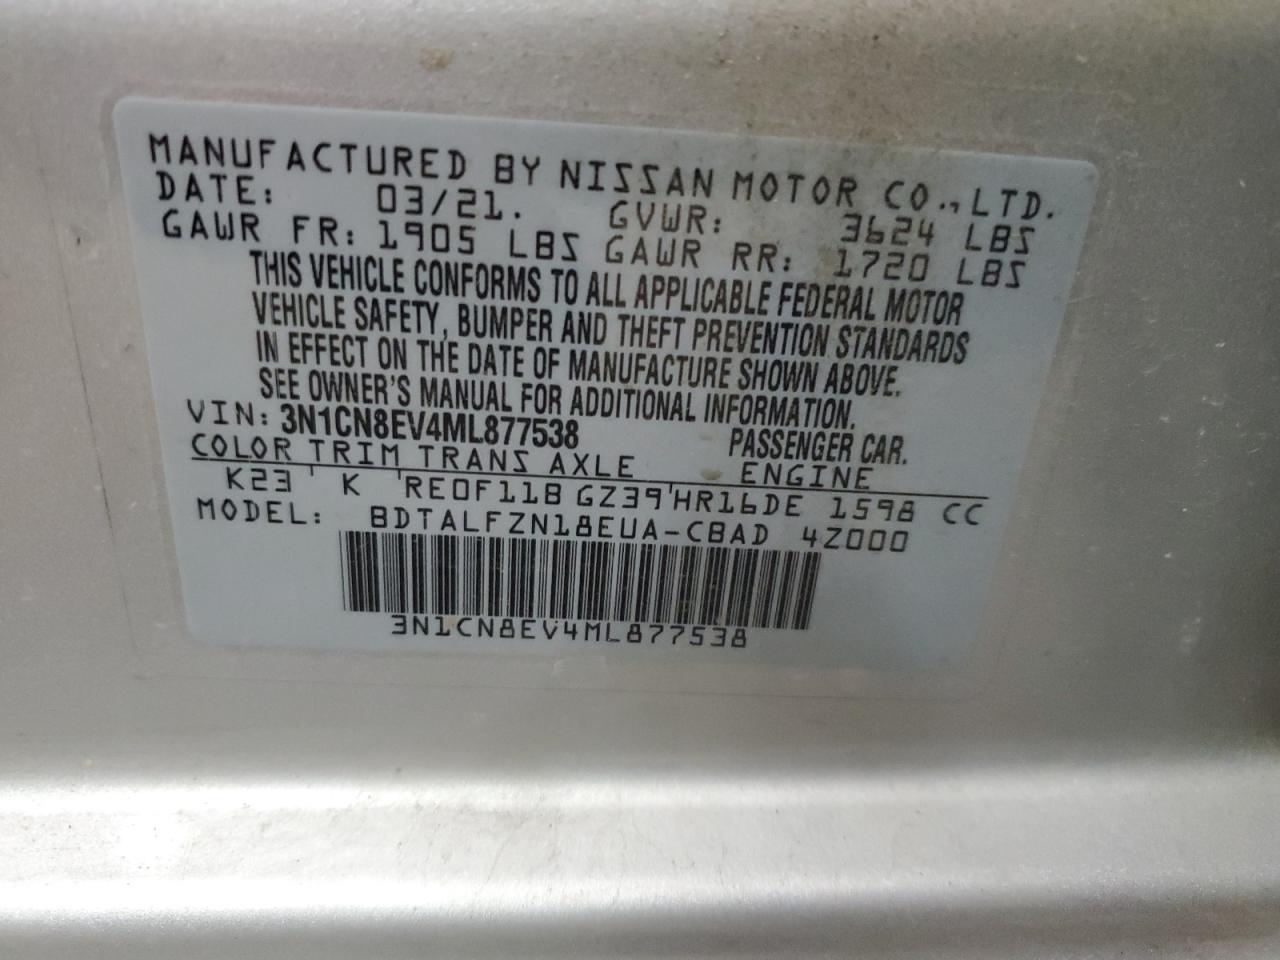 MANUFACTURED BY NISSAN MOTOR CO.,LTD.
DATE: 03/21. GVWR: 3624 LBS
GAWR FR: 1905 LBS GAWR RR: 1720 LBS
THIS VEHICLE CONFORMS TO ALL APPLICABLE FEDERAL MOTOR
VEHICLE SAFETY, BUMPER AND THEFT PREVENTION STANDARDS
IN EFFECT ON THE DATE OF MANUFACTURE SHOWN ABOVE.
SEE OWNER'S MANUAL FOR ADDITIONAL INFORMATION.
VIN: 3N1CN8EV4ML877538 PASSENGER CAR.
COLOR TRIM TRANS AXLE ENGINE
K23 K RE0F11B GZ39 HR16DE 1598 CC
MODEL: BDTALFZN18EUA-CBAD 4Z000
3N1CN8EV4ML877538